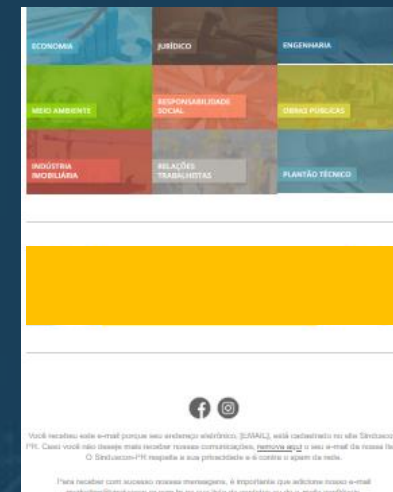 ECONOMIA
JURÍDICO
ENGENHARIA
MEIO AMBIENTE
RESPONSABILIDADE
SOCIAL
OBRAS PÚBLICAS
INDÚSTRIA
IMOBILIÁRIA
RELAÇÕES
TRABALHISTAS
PLANTÃO TÉCNICO
Você recebeu este e-mail porque seu endereço eletrônico, [EMAIL], está cadastrado no site Sinduscon
PR. Caso você não deseje mais receber nossas comunicações, remova aqui o seu e-mail da nossa
O Sinduscon-PR respeita a sua privacidade e é contra o spam da rede.
Para receber com sucesso nossas mensagens, é importante que adicione nosso e-mail